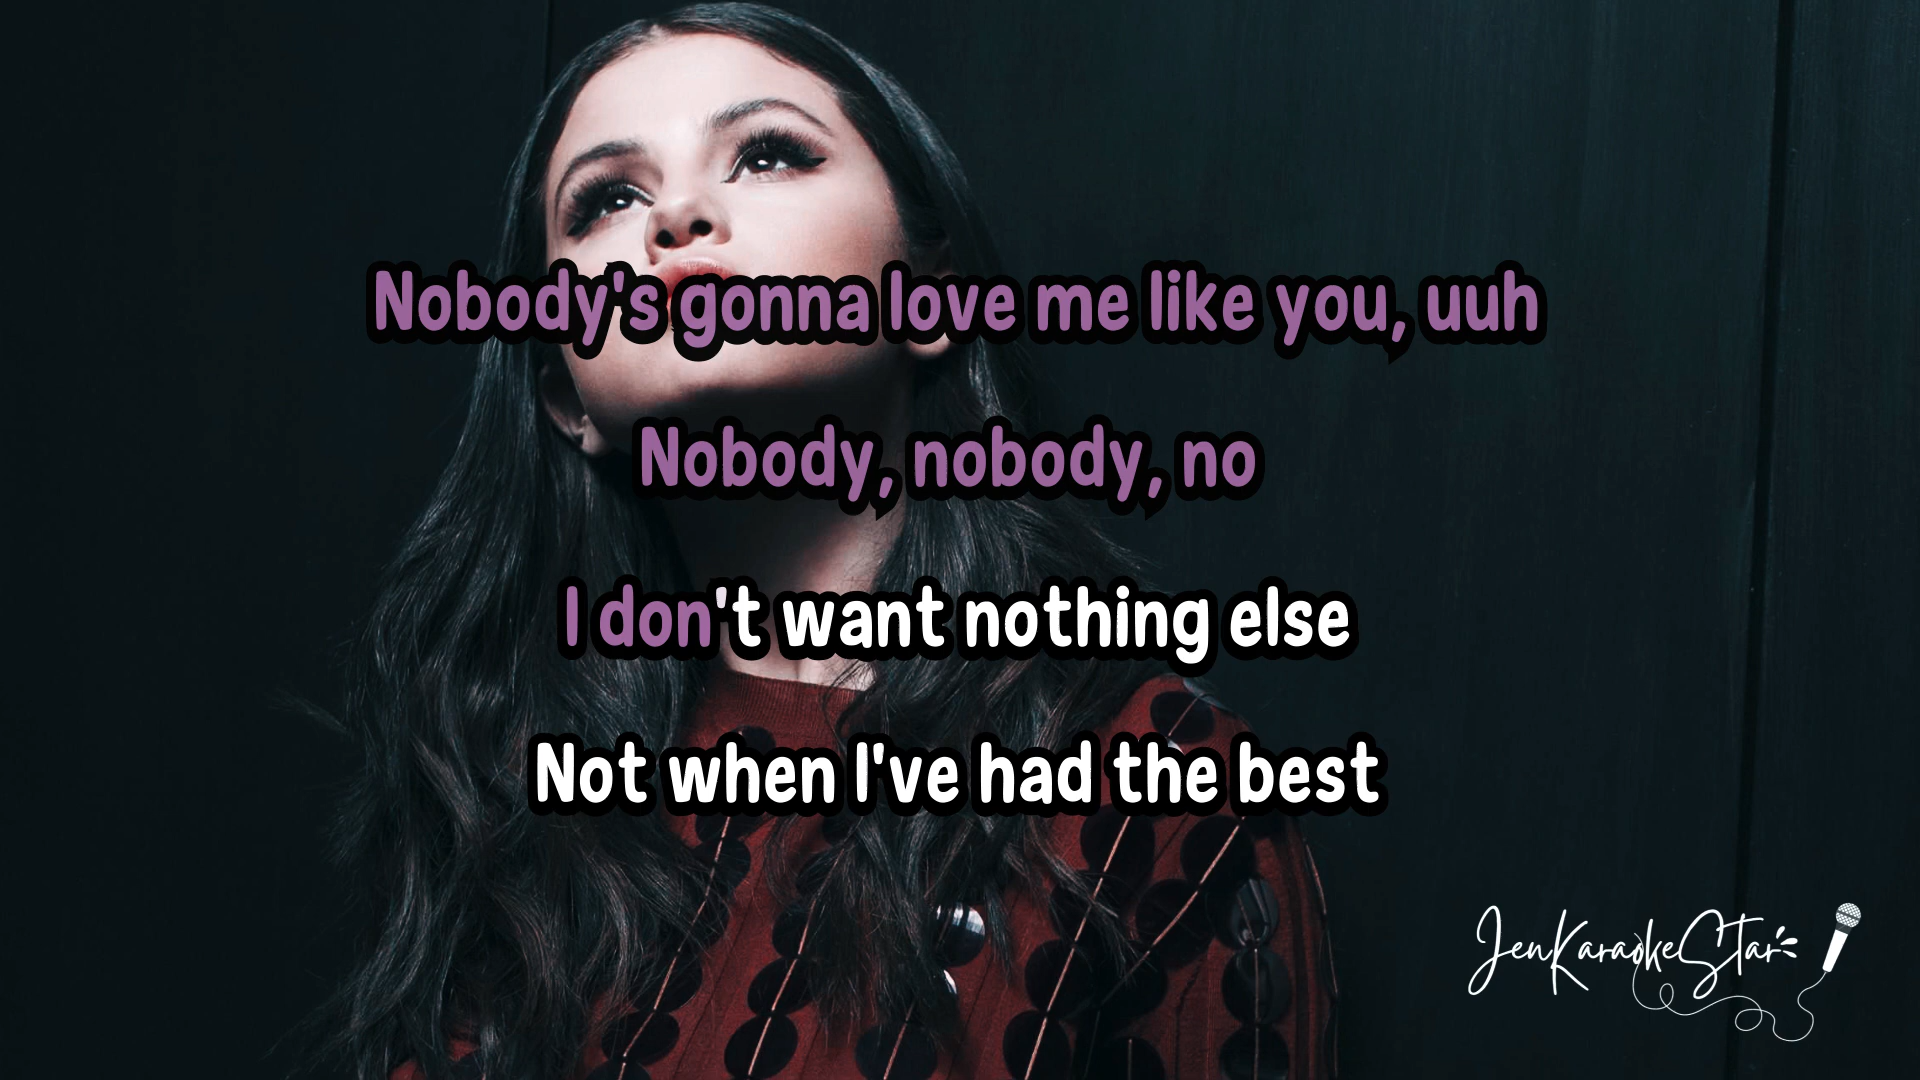 Nobody's gonna love me like you, uuh
Nobody, nobody, no
I don't want nothing else
Not when I've had the best
JenKaraokeStar